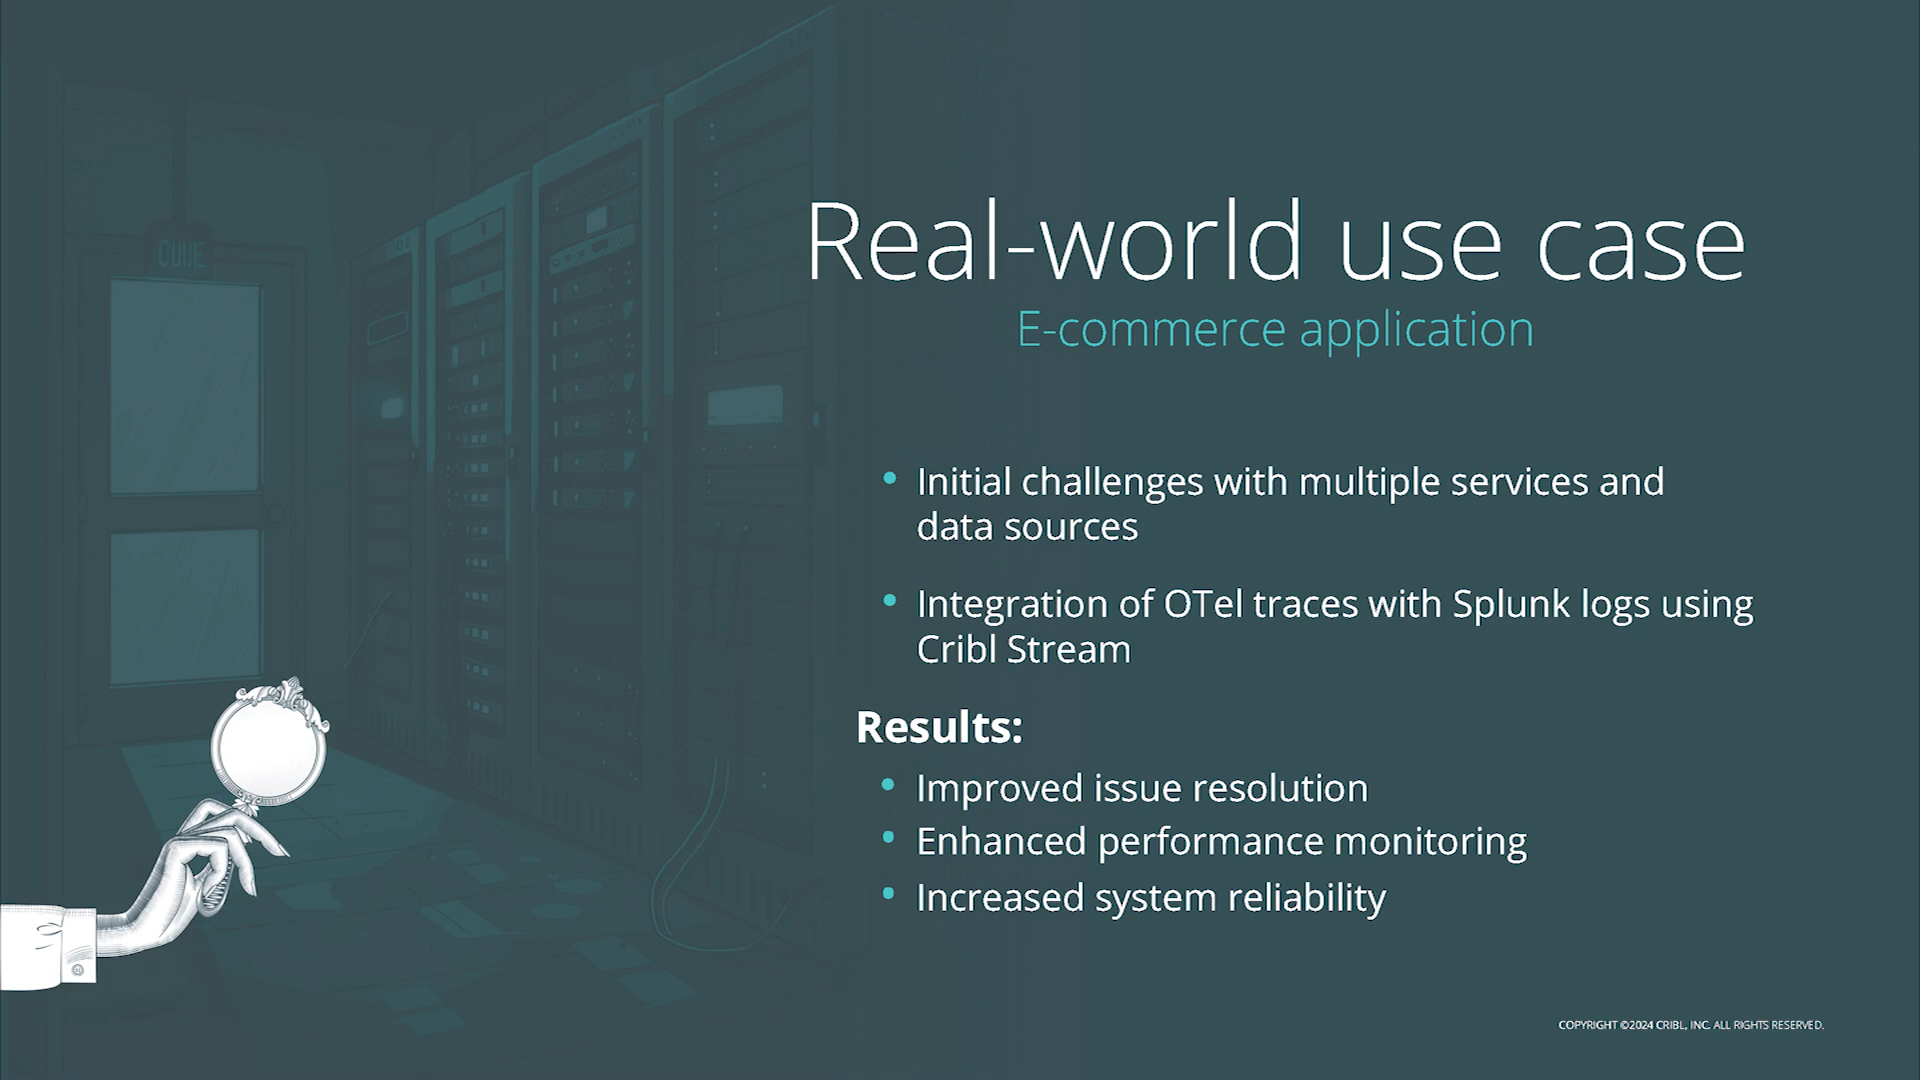 Real-world use case
E-commerce application
• Initial challenges with multiple services and
data sources
• Integration of OTel traces with Splunk logs using
Cribl Stream
Results:
• Improved issue resolution
• Enhanced performance monitoring
• Increased system reliability
COPYRIGHT ©2024 CRIBL, INC. ALL RIGHTS RESERVED.